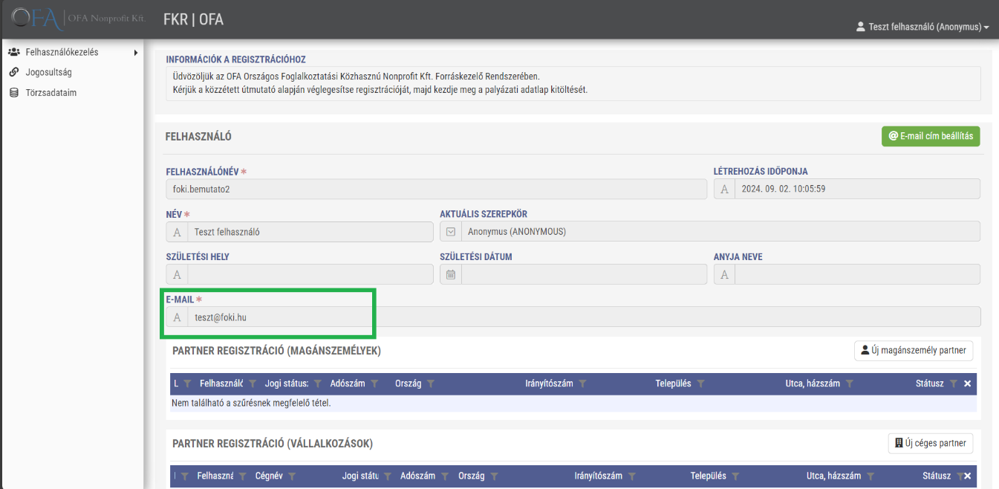 OFA OFA Nonprofit Kft.
FKR | OFA
Teszt felhasználó (Anonymus)
Felhasználókezelés
Jogosultság
Törzsadataim
INFORMÁCIÓK A REGISZTRÁCIÓHOZ
Üdvözöljük az OFA Országos Foglalkoztatási Közhasznú Nonprofit Kft. Forráskezelő Rendszerében.
Kérjük a közzétett útmutató alapján véglegesítse regisztrációját, majd kezdje meg a palyázati adatlap kitöltését.
FELHASZNÁLÓ
E-mail cím beállítás
FELHASZNÁLÓNÉV * LÉTREHOZÁS IDŐPONJA
foki.bemutato2 A 2024. 09. 02. 10:05:59
NÉV * AKTUÁLIS SZEREPKÖR
A Teszt felhasználó Anonymus (ANONYMOUS)
SZÜLETÉSI HELY SZÜLETÉSI DÁTUM ANYJA NEVE
A A
E-MAIL *
A teszt@foki.hu
PARTNER REGISZTRÁCIÓ (MAGÁNSZEMÉLYEK) Új magánszemély partner
L Felhasználó Jogi státusz: Adószám Ország Irányítószám Település Utca, házszám Státusz
Nem található a szűrésnek megfelelő tétel.
PARTNER REGISZTRÁCIÓ (VÁLLALKOZÁSOK) Új céges partner
Felhaszná Cégnév Jogi státu Adószám Ország Irányítószám Település Utca, házszám Státusz